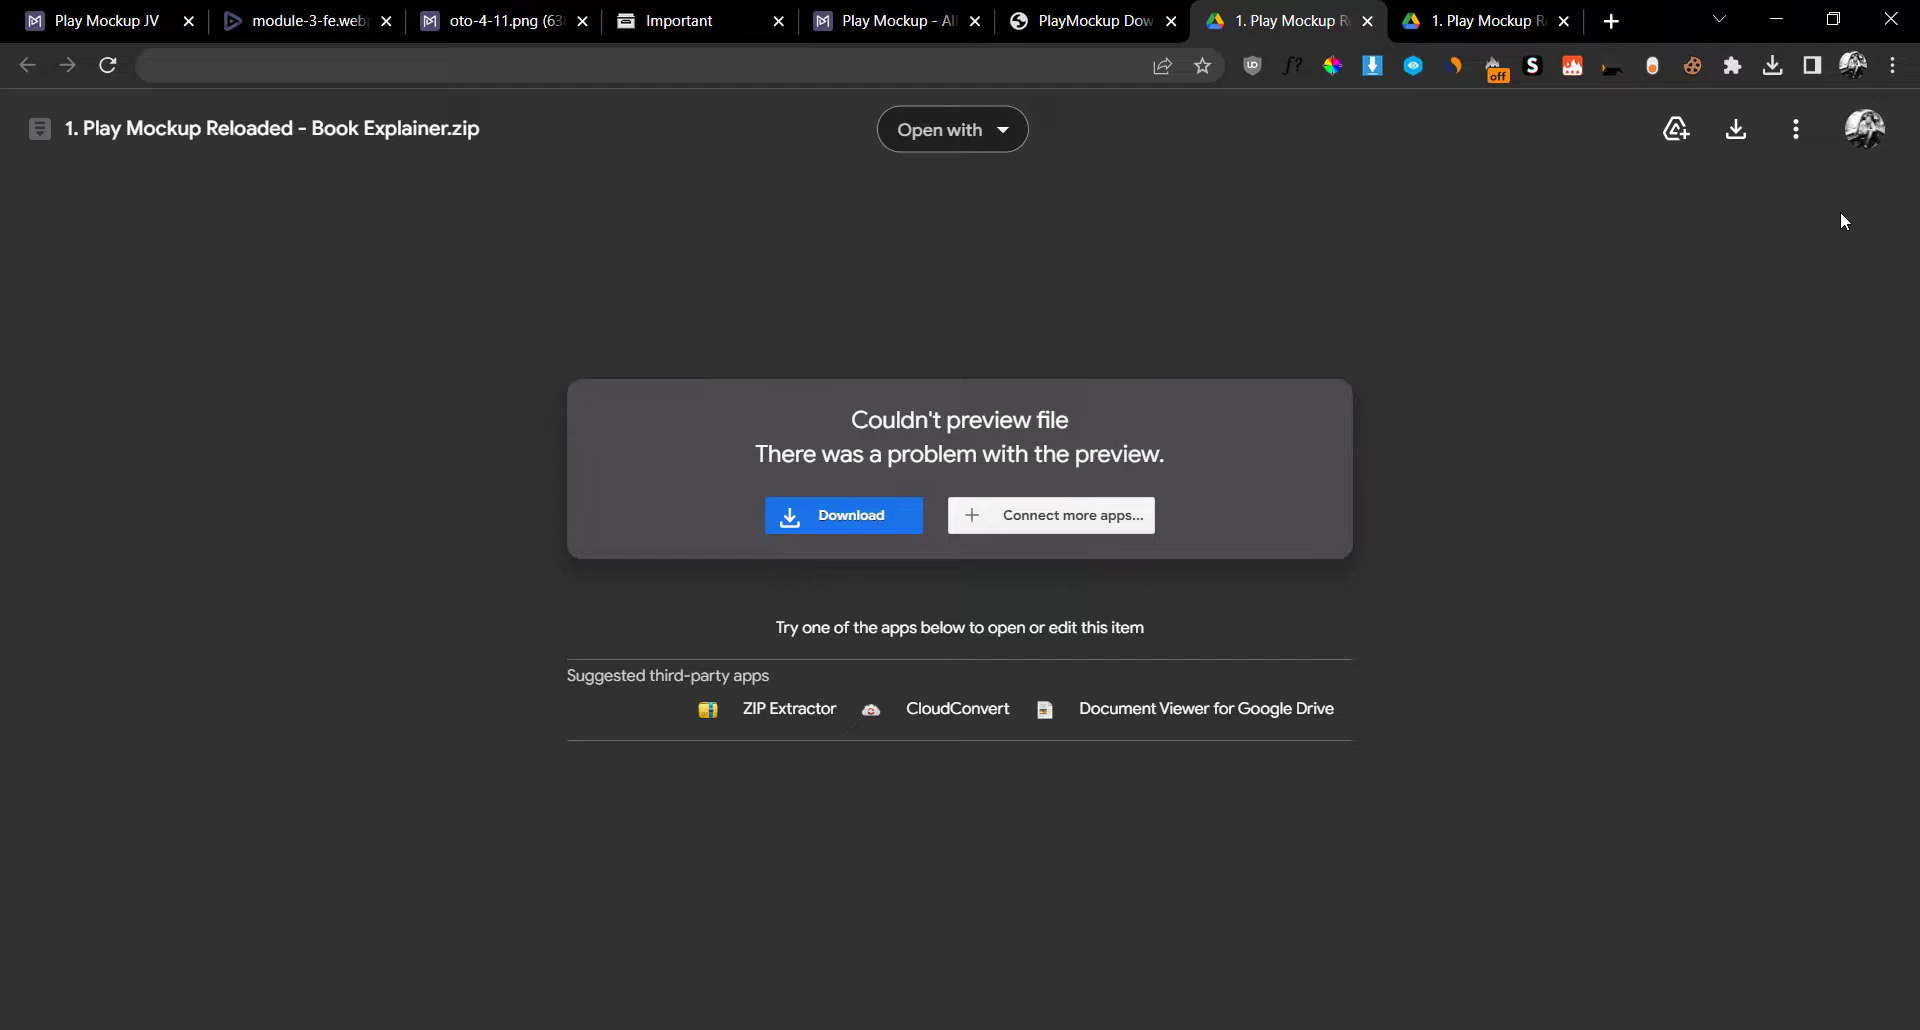 Play Mockup JV
module-3-fe.web
oto-4-11.png (63
Important
Play Mockup - Al
PlayMockup Dow
1. Play Mockup R
1. Play Mockup R
off
1. Play Mockup Reloaded - Book Explainer.zip
Open with
Couldn't preview file
There was a problem with the preview.
Download
Connect more apps...
Try one of the apps below to open or edit this item
Suggested third-party apps
ZIP Extractor
CloudConvert
Document Viewer for Google Drive